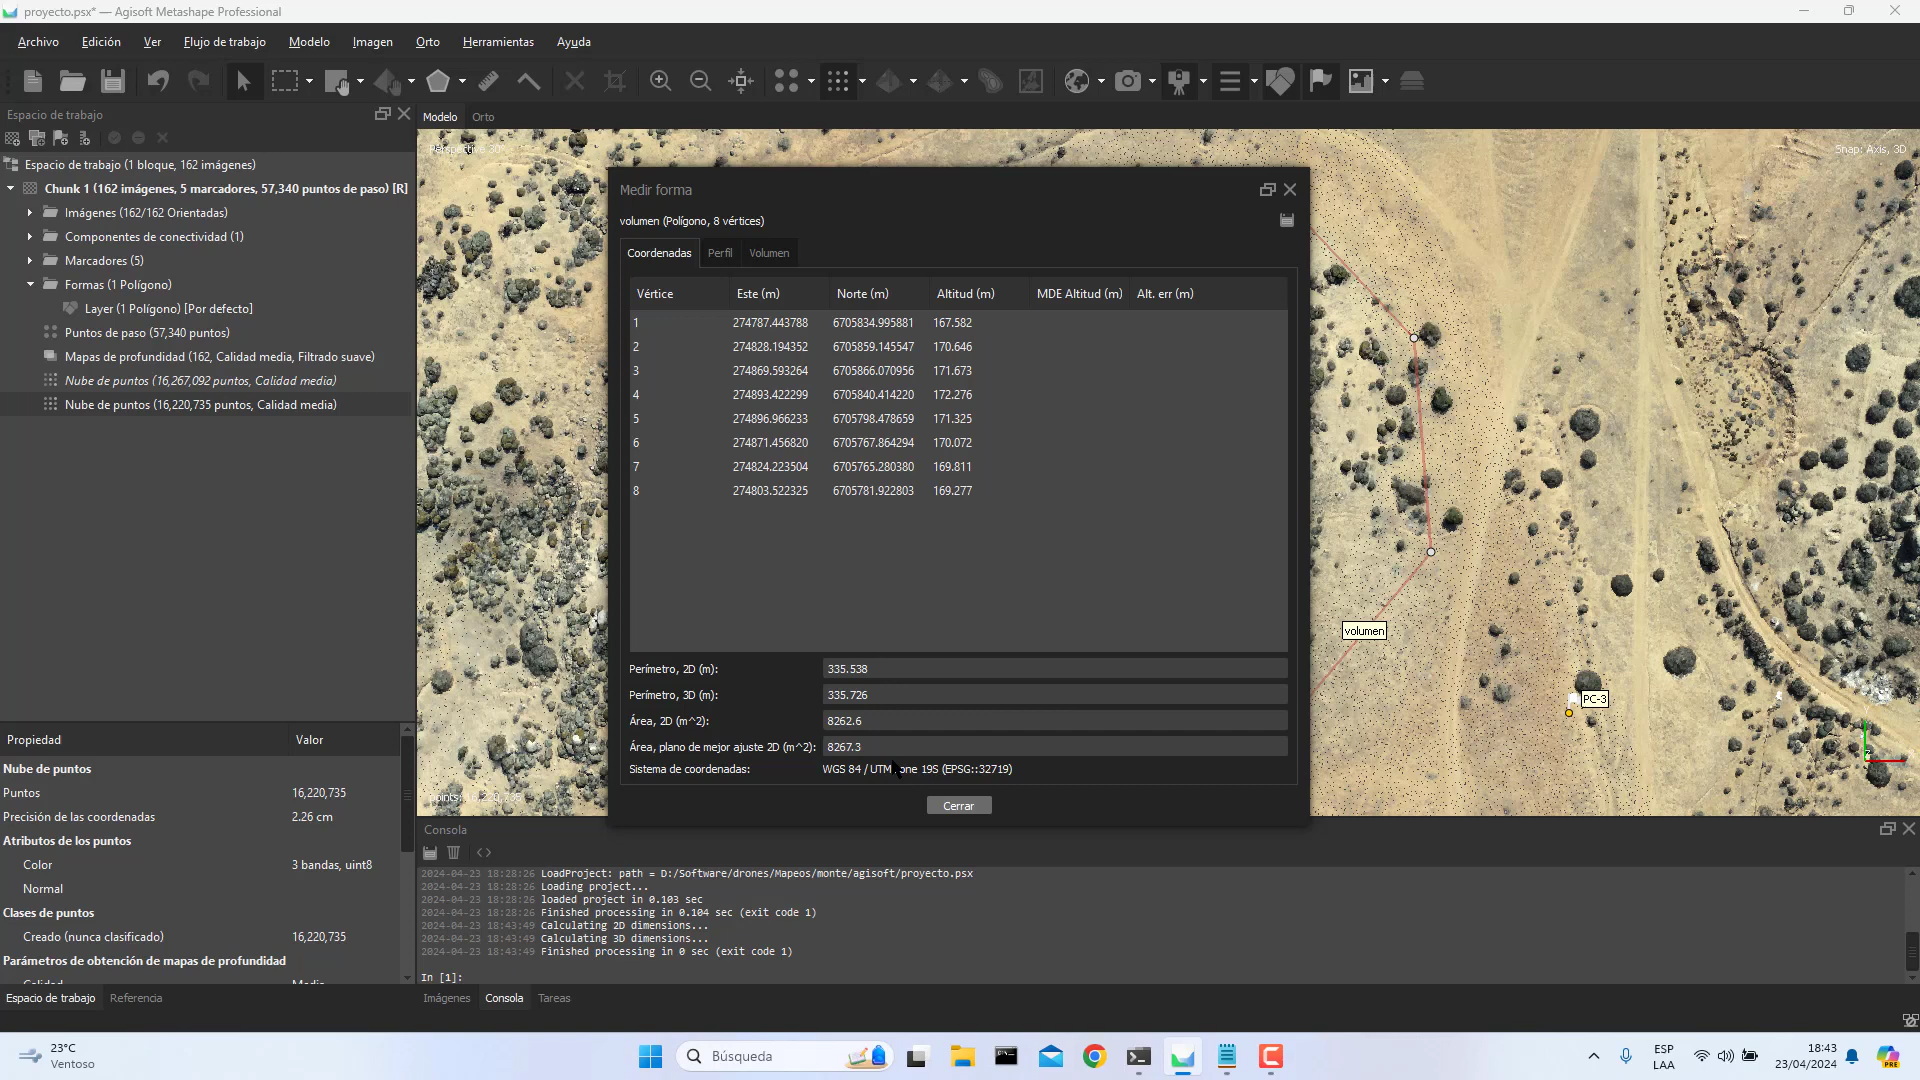 proyecto.psx* — Agisoft Metashape Professional
Archivo Edición Ver Flujo de trabajo Modelo Imagen Orto Herramientas Ayuda
Espacio de trabajo
Modelo Orto
Perspective 30°
Snap: Axis, 3D
Espacio de trabajo (1 bloque, 162 imágenes)
Chunk 1 (162 imágenes, 5 marcadores, 57,340 puntos de paso) [R]
Imágenes (162/162 Orientadas)
Componentes de conectividad (1)
Marcadores (5)
Formas (1 Polígono)
Layer (1 Polígono) [Por defecto]
Puntos de paso (57,340 puntos)
Mapas de profundidad (162, Calidad media, Filtrado suave)
Nube de puntos (16,267,092 puntos, Calidad media)
Nube de puntos (16,220,735 puntos, Calidad media)
Medir forma
volumen (Polígono, 8 vértices)
Coordenadas Perfil Volumen
Vértice Este (m) Norte (m) Altitud (m) MDE Altitud (m) Alt. err (m)
1 274787.443788 6705834.995881 167.582
2 274828.194352 6705859.145547 170.646
3 274869.593264 6705866.070956 171.673
4 274893.422299 6705840.414220 172.276
5 274896.966233 6705798.478659 171.325
6 274871.456820 6705767.864294 170.072
7 274824.223504 6705765.280380 169.811
8 274803.522325 6705781.922803 169.277
Perímetro, 2D (m): 335.538
Perímetro, 3D (m): 335.726
Área, 2D (m^2): 8262.6
Área, plano de mejor ajuste 2D (m^2): 8267.3
Sistema de coordenadas: WGS 84 / UTM one 19S (EPSG::32719)
Cerrar
volumen
PC-3
points: 16,220,735
Propiedad Valor
Nube de puntos
Puntos 16,220,735
Precisión de las coordenadas 2.26 cm
Atributos de los puntos
Color 3 bandas, uint8
Normal
Clases de puntos
Creado (nunca clasificado) 16,220,735
Parámetros de obtención de mapas de profundidad
Calidad Media
Espacio de trabajo Referencia
Consola
2024-04-23 18:28:26 LoadProject: path = D:/Software/drones/Mapeos/monte/agisoft/proyecto.psx
2024-04-23 18:28:26 Loading project...
2024-04-23 18:28:26 loaded project in 0.103 sec
2024-04-23 18:28:26 Finished processing in 0.104 sec (exit code 1)
2024-04-23 18:43:49 Calculating 2D dimensions...
2024-04-23 18:43:49 Calculating 3D dimensions...
2024-04-23 18:43:49 Finished processing in 0 sec (exit code 1)
In [1]:
Imágenes Consola Tareas
23°C
Ventoso
Búsqueda
ESP
LAA
18:43
23/04/2024
PRE